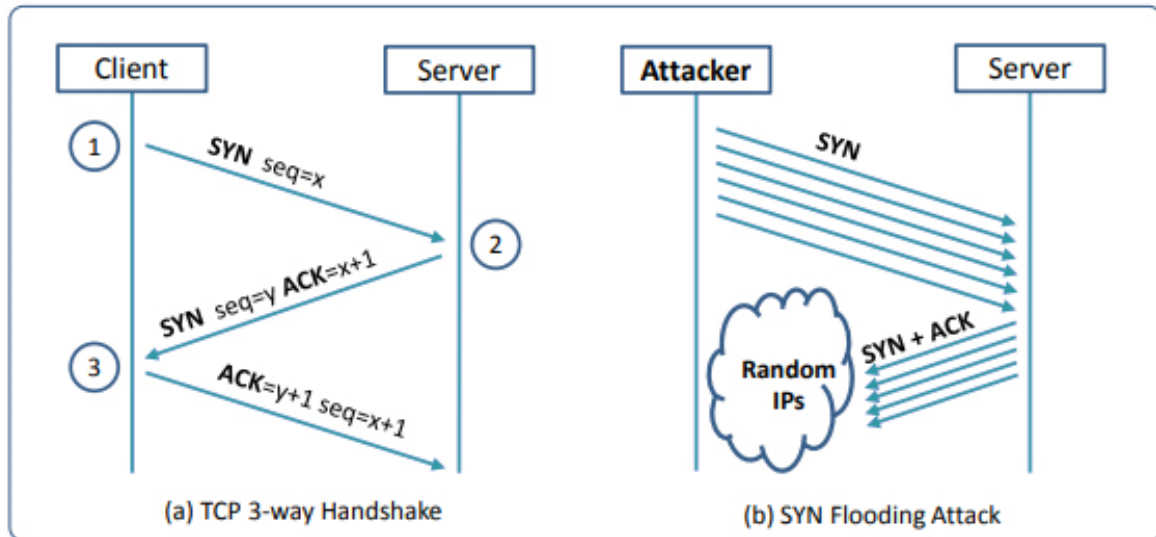 Client
Server
1
SYN seq=x
2
SYN seq=y ACK=x+1
3
ACK=y+1 seq=x+1
(a) TCP 3-way Handshake
Attacker
Server
SYN
SYN + ACK
Random
IPs
(b) SYN Flooding Attack